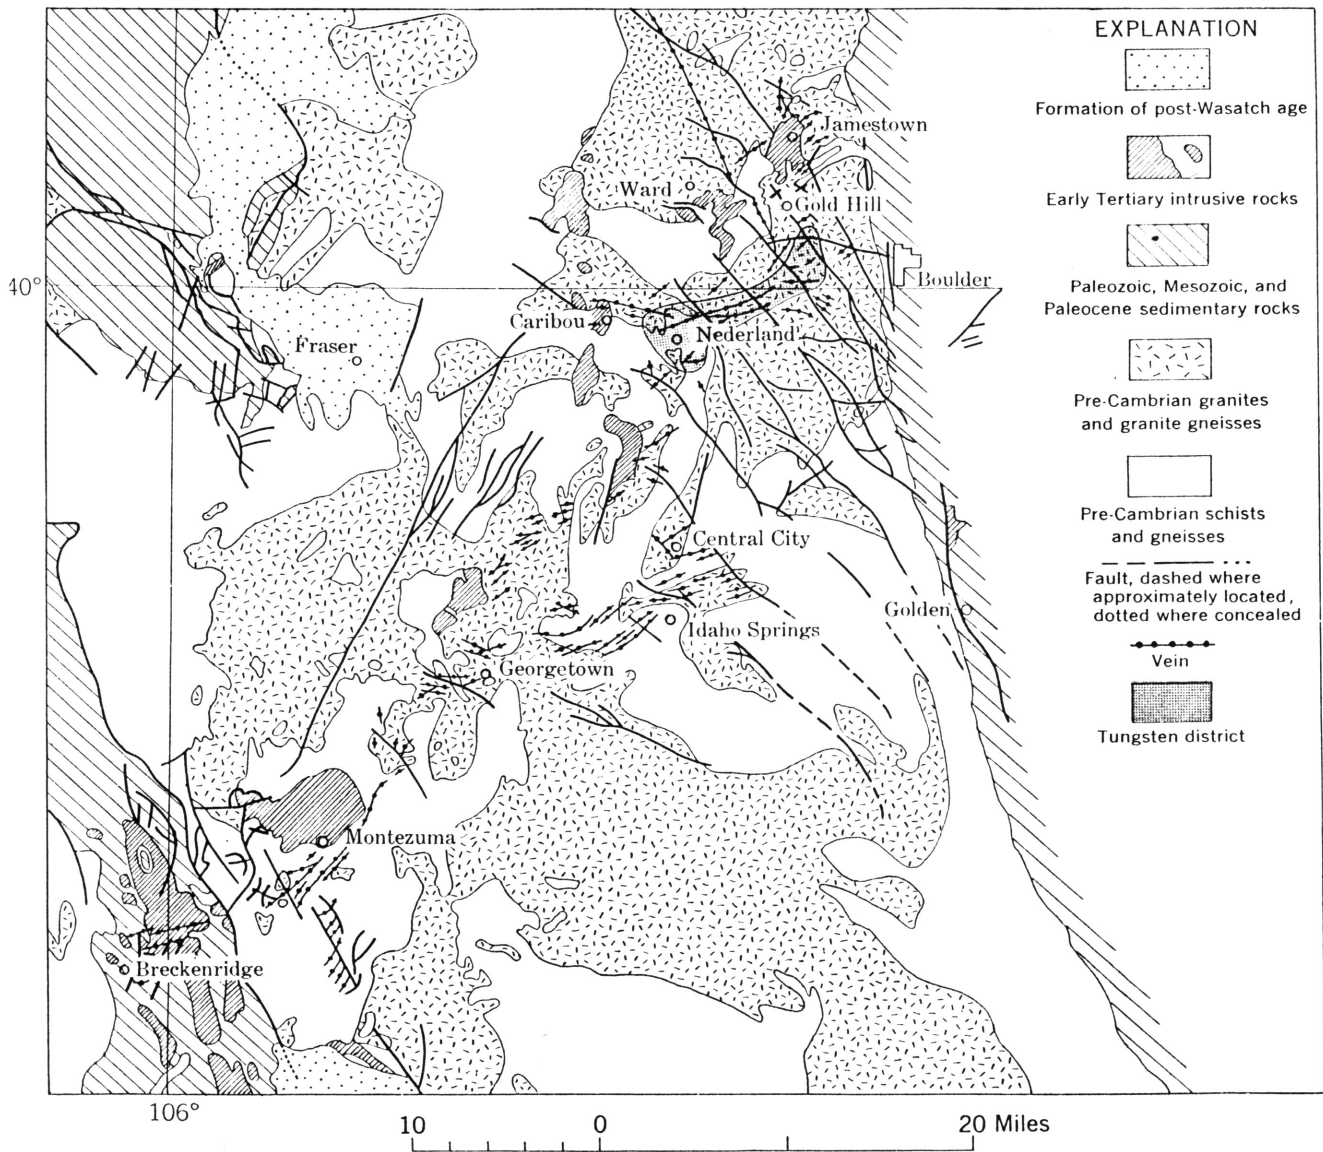 EXPLANATION
Formation of post-Wasatch age
Early Tertiary intrusive rocks
Paleozoic, Mesozoic, and
Paleocene sedimentary rocks
Pre-Cambrian granites
and granite gneisses
Pre-Cambrian schists
and gneisses
Fault, dashed where
approximately located,
dotted where concealed
Vein
Tungsten district
Jamestown
Ward
Gold Hill
40°
Boulder
Caribou
Nederland
Fraser
Central City
Golden
Idaho Springs
Georgetown
Montezuma
Breckenridge
106°
10 0 20 Miles